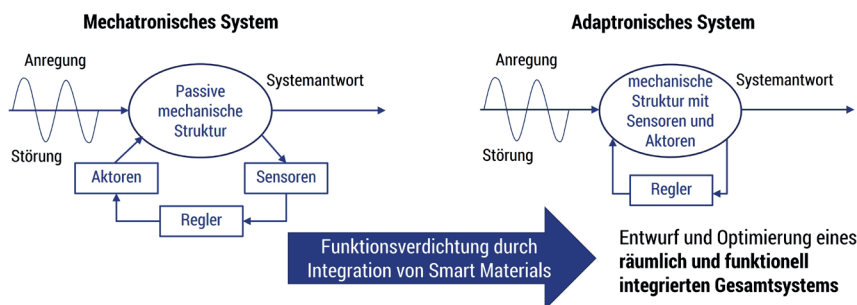 Mechatronisches System
Anregung
Störung
Passive
mechanische
Struktur
Systemantwort
Aktoren
Sensoren
Regler
Adaptronisches System
Anregung
Störung
mechanische
Struktur mit
Sensoren und
Aktoren
Systemantwort
Regler
Funktionsverdichtung durch
Integration von Smart Materials
Entwurf und Optimierung eines
räumlich und funktionell
integrierten Gesamtsystems